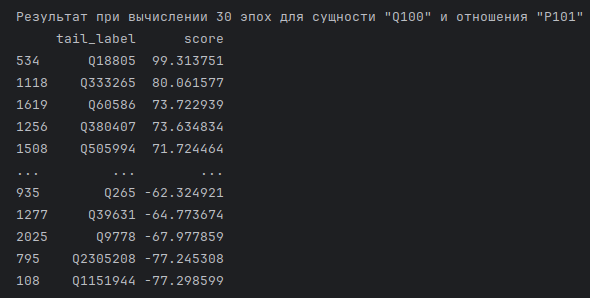 Результат при вычислении 30 эпох для сущности "Q100" и отношения "P101"
tail_label score
534 Q18805 99.313751
1118 Q333265 80.061577
1619 Q60586 73.722939
1256 Q380407 73.634834
1508 Q505994 71.724464
... ... ...
935 Q265 -62.324921
1277 Q39631 -64.773674
2025 Q9778 -67.977859
795 Q2305208 -77.245308
108 Q1151944 -77.298599